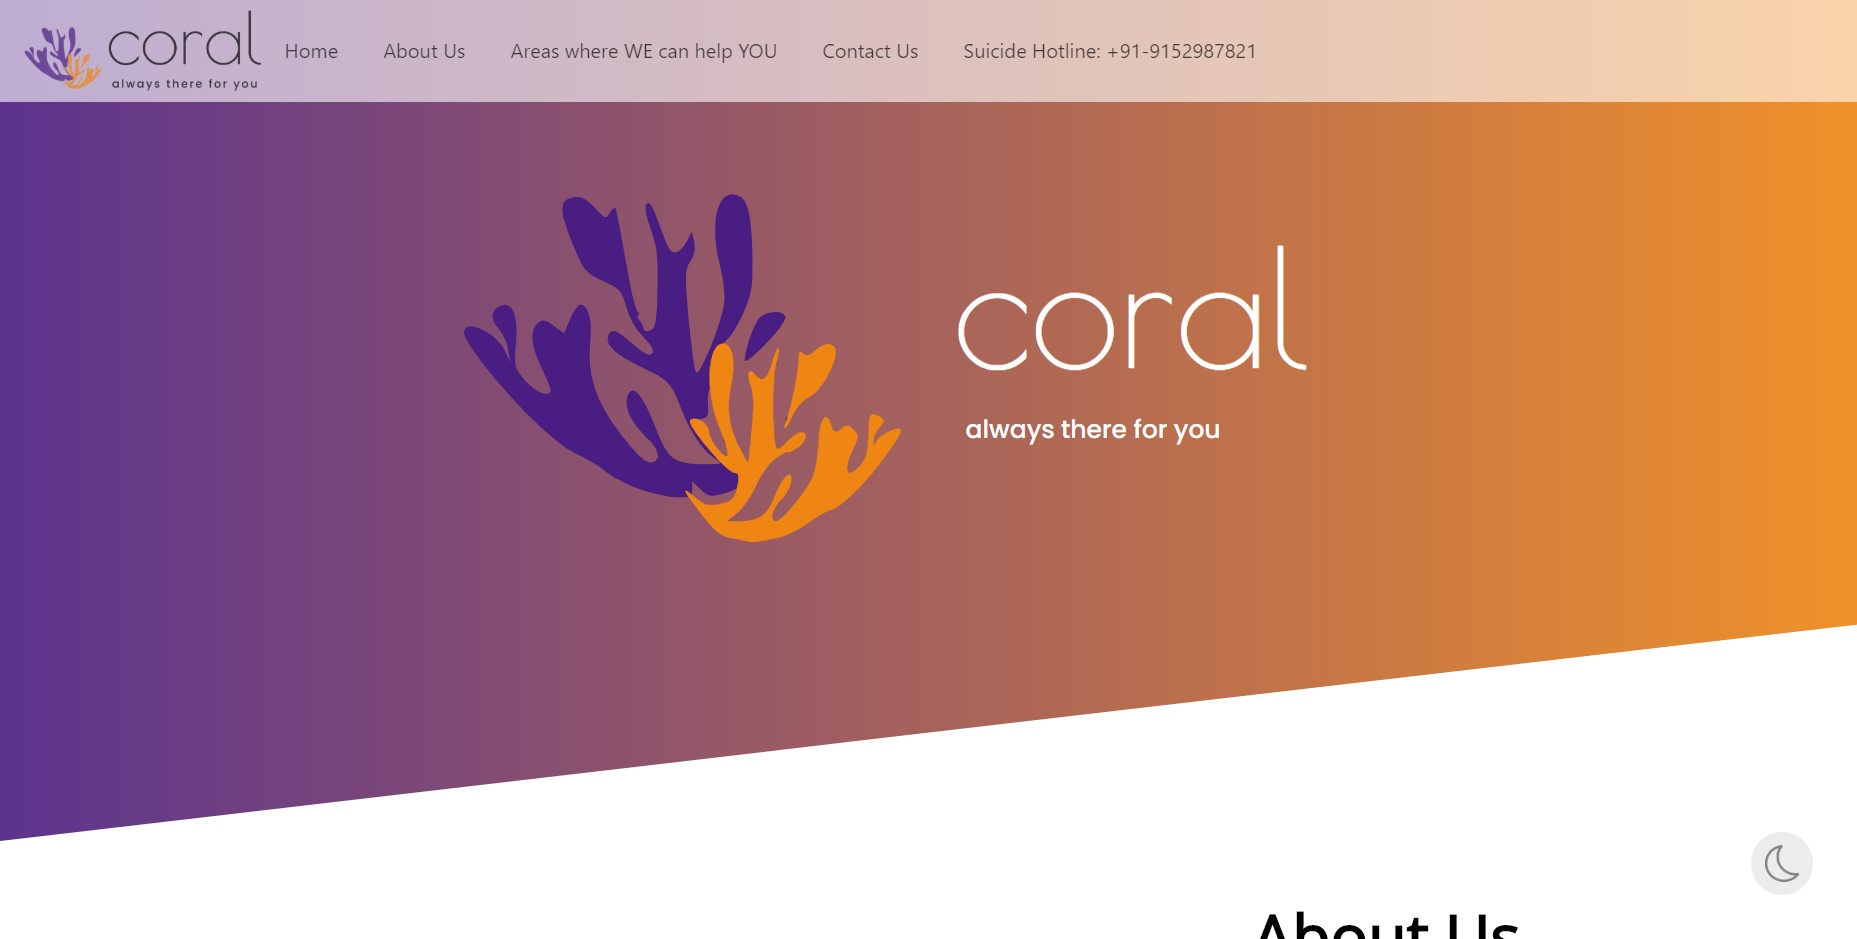 coral
always there for you
Home
About Us
Areas where WE can help YOU
Contact Us
Suicide Hotline: +91-9152987821
coral
always there for you
About Us